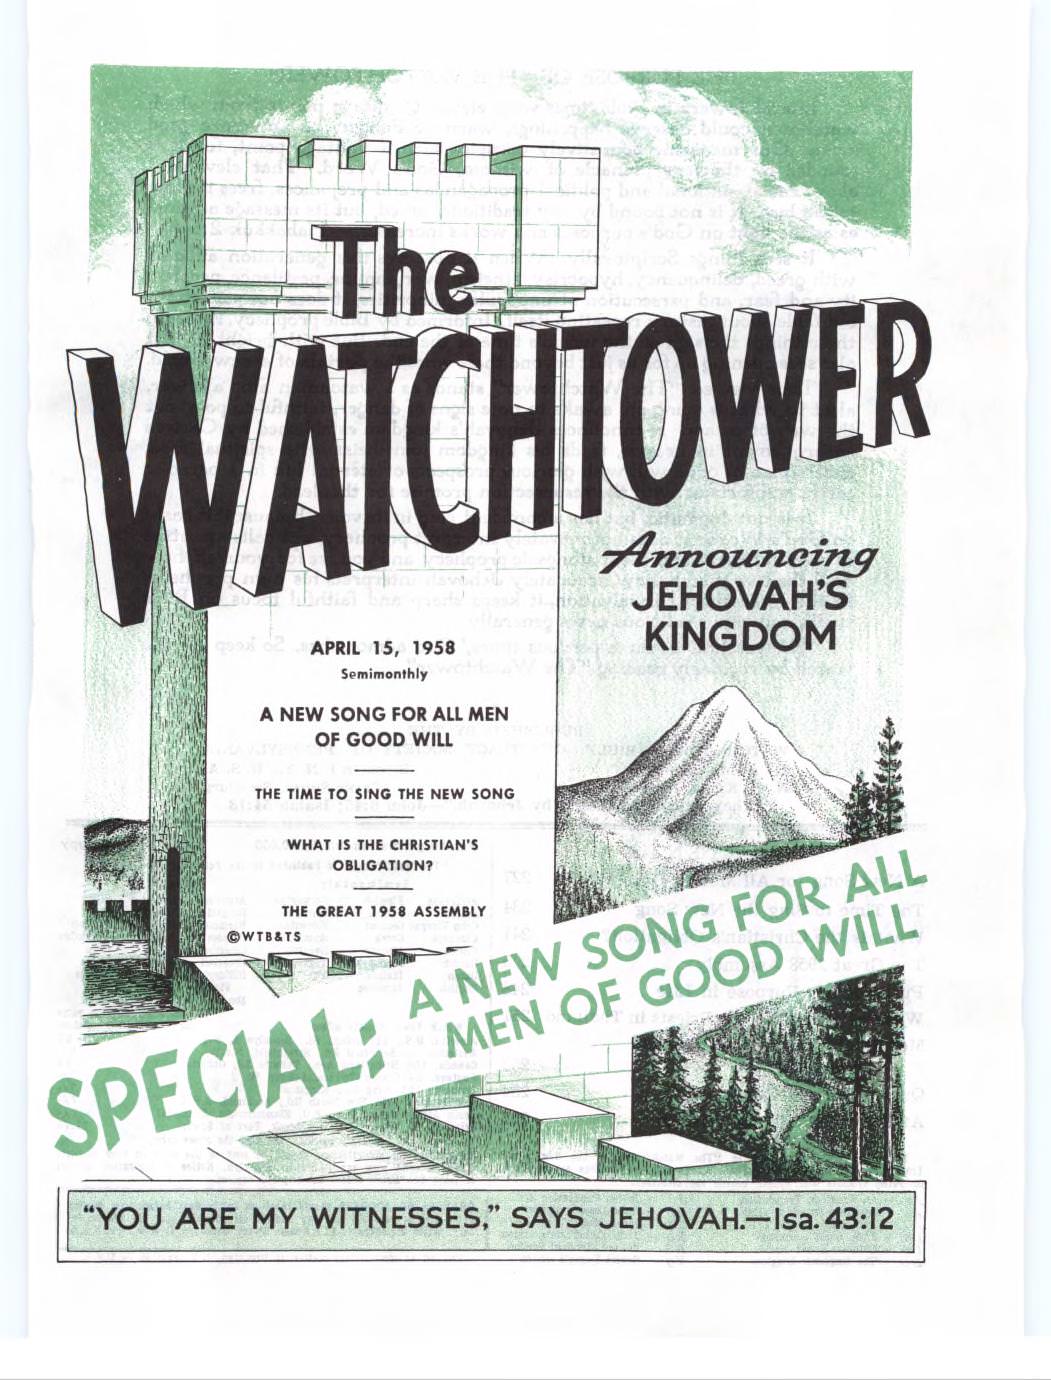 The
WATCHTOWER
Announcing
JEHOVAH'S
KINGDOM
APRIL 15, 1958
Semimonthly
A NEW SONG FOR ALL MEN
OF GOOD WILL
THE TIME TO SING THE NEW SONG
WHAT IS THE CHRISTIAN'S
OBLIGATION?
THE GREAT 1958 ASSEMBLY
©WTB&TS
SPECIAL: A NEW SONG FOR ALL
MEN OF GOOD WILL
“YOU ARE MY WITNESSES,” SAYS JEHOVAH.—Isa. 43:12